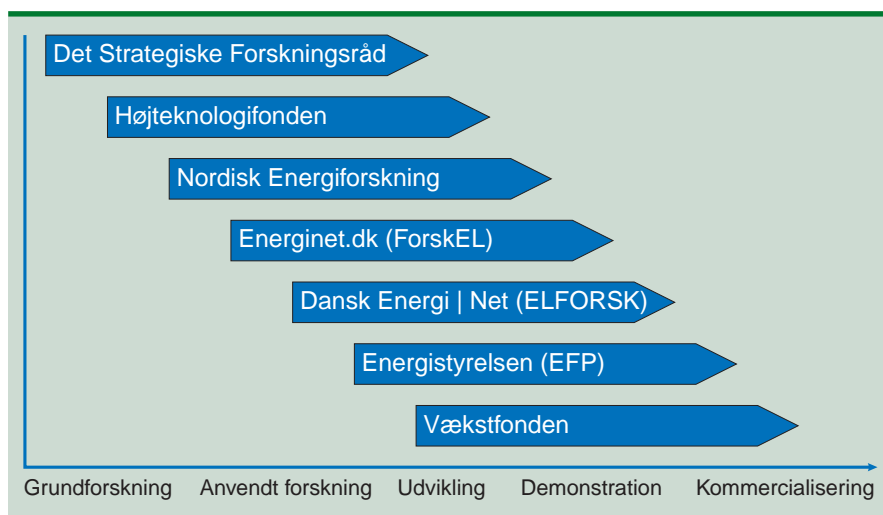 Det Strategiske Forskningsråd
Højteknologifonden
Nordisk Energiforskning
Energinet.dk (ForskEL)
Dansk Energi | Net (ELFORSK)
Energistyrelsen (EFP)
Vækstfonden
Grundforskning Anvendt forskning Udvikling Demonstration Kommercialisering